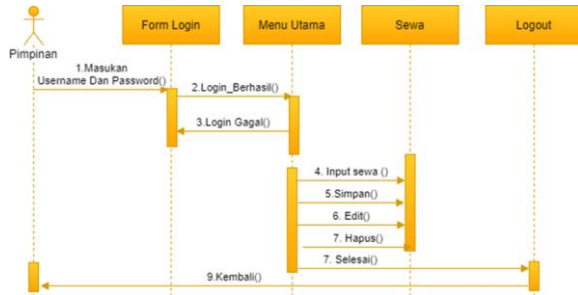 Form Login
Menu Utama
Sewa
Logout
Pimpinan
1.Masukan
Username Dan Password()
2.Login_Berhasil()
3.Login Gagal()
4. Input sewa ()
5.Simpan()
6. Edit()
7. Hapus()
7. Selesai()
9.Kembali()